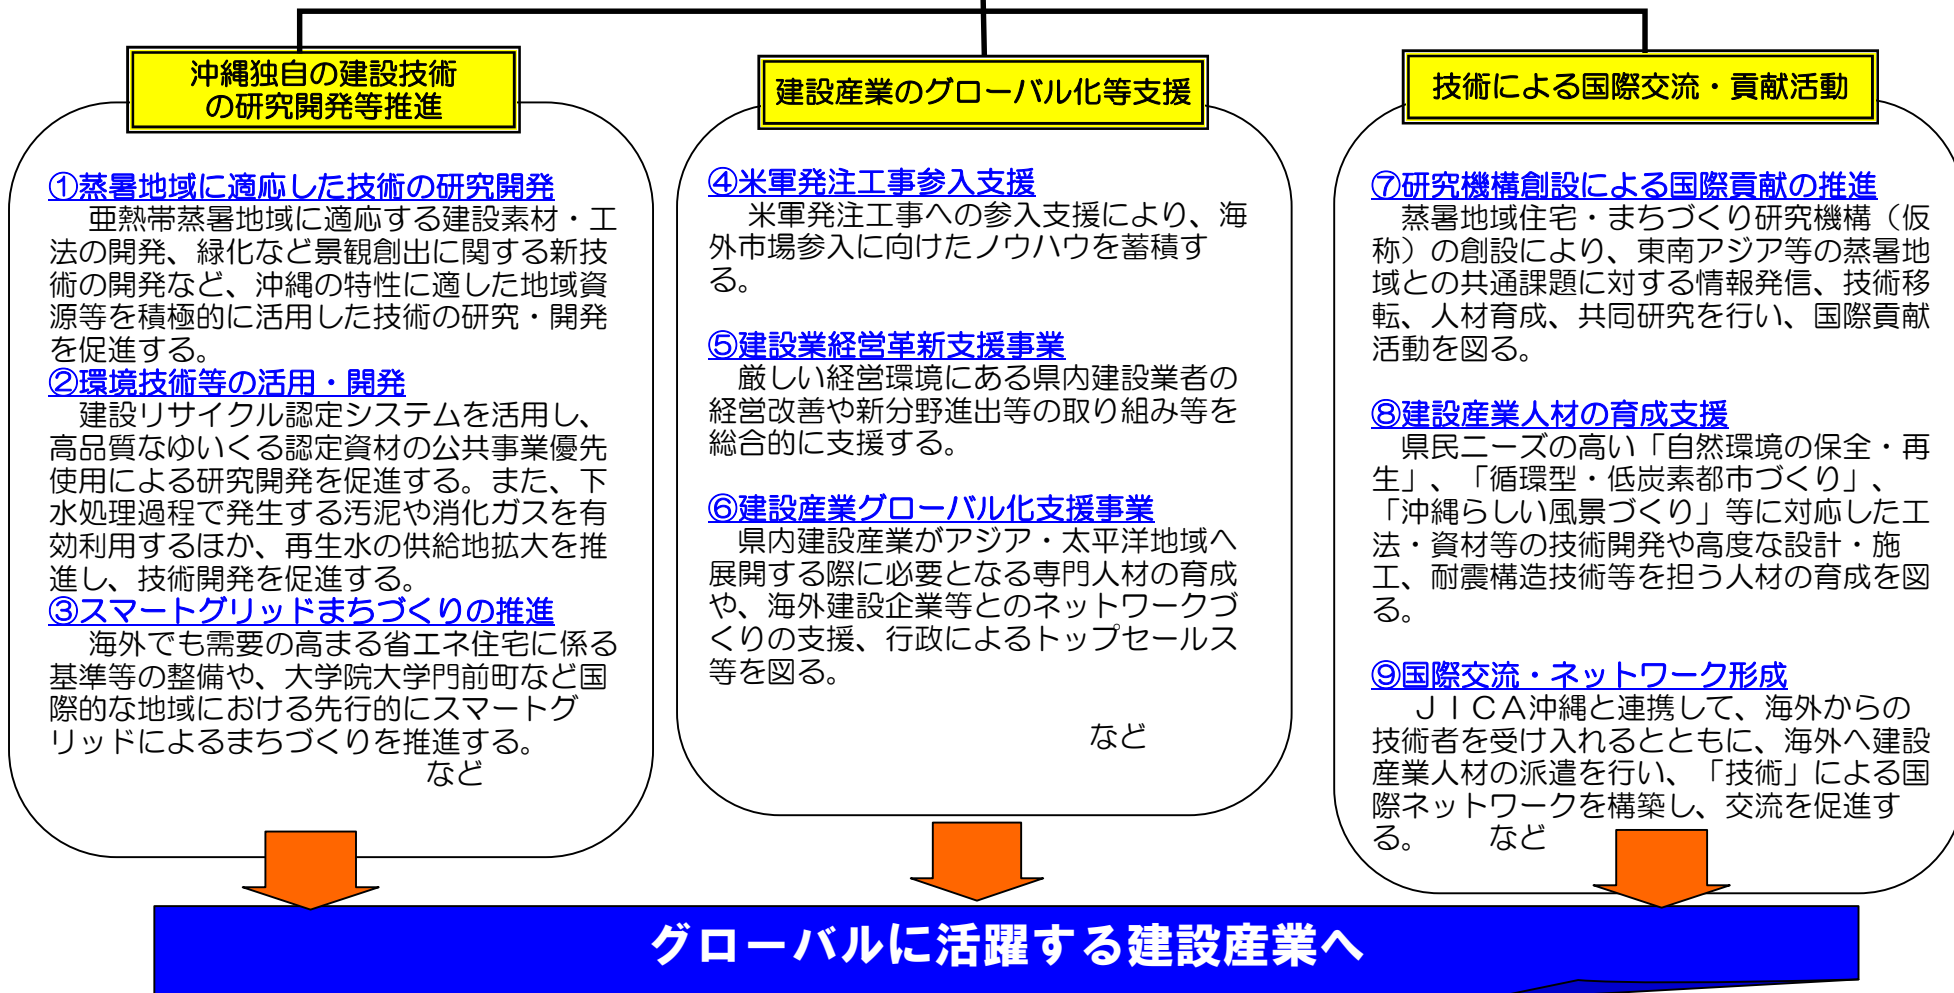 沖縄独自の建設技術
の研究開発等推進
①蒸暑地域に適応した技術の研究開発
亜熱帯蒸暑地域に適応する建設素材・工
法の開発、緑化など景観創出に関する新技
術の開発など、沖縄の特性に適した地域資
源等を積極的に活用した技術の研究・開発
を促進する。
②環境技術等の活用・開発
建設リサイクル認定システムを活用し、
高品質なゆいくる認定資材の公共事業優先
使用による研究開発を促進する。また、下
水処理過程で発生する汚泥や消化ガスを有
効利用するほか、再生水の供給地拡大を推
進し、技術開発を促進する。
③スマートグリッドまちづくりの推進
海外でも需要の高まる省エネ住宅に係る
基準等の整備や、大学院大学門前町など国
際的な地域における先行的にスマートグ
リッドによるまちづくりを推進する。
など
建設産業のグローバル化等支援
④米軍発注工事参入支援
米軍発注工事への参入支援により、海
外市場参入に向けたノウハウを蓄積す
る。
⑤建設業経営革新支援事業
厳しい経営環境にある県内建設業者の
経営改善や新分野進出等の取り組み等を
総合的に支援する。
⑥建設産業グローバル化支援事業
県内建設産業がアジア・太平洋地域へ
展開する際に必要となる専門人材の育成
や、海外建設企業等とのネットワークづ
くりの支援、行政によるトップセールス
等を図る。
など
技術による国際交流・貢献活動
⑦研究機構創設による国際貢献の推進
蒸暑地域住宅・まちづくり研究機構（仮
称）の創設により、東南アジア等の蒸暑地
域との共通課題に対する情報発信、技術移
転、人材育成、共同研究を行い、国際貢献
活動を図る。
⑧建設産業人材の育成支援
県民ニーズの高い「自然環境の保全・再
生」、「循環型・低炭素都市づくり」、
「沖縄らしい風景づくり」等に対応した工
法・資材等の技術開発や高度な設計・施
工、耐震構造技術等を担う人材の育成を図
る。
⑨国際交流・ネットワーク形成
ＪＩＣＡ沖縄と連携して、海外からの
技術者を受け入れるとともに、海外へ建設
産業人材の派遣を行い、「技術」による国
際ネットワークを構築し、交流を促進す
る。　　など
グローバルに活躍する建設産業へ